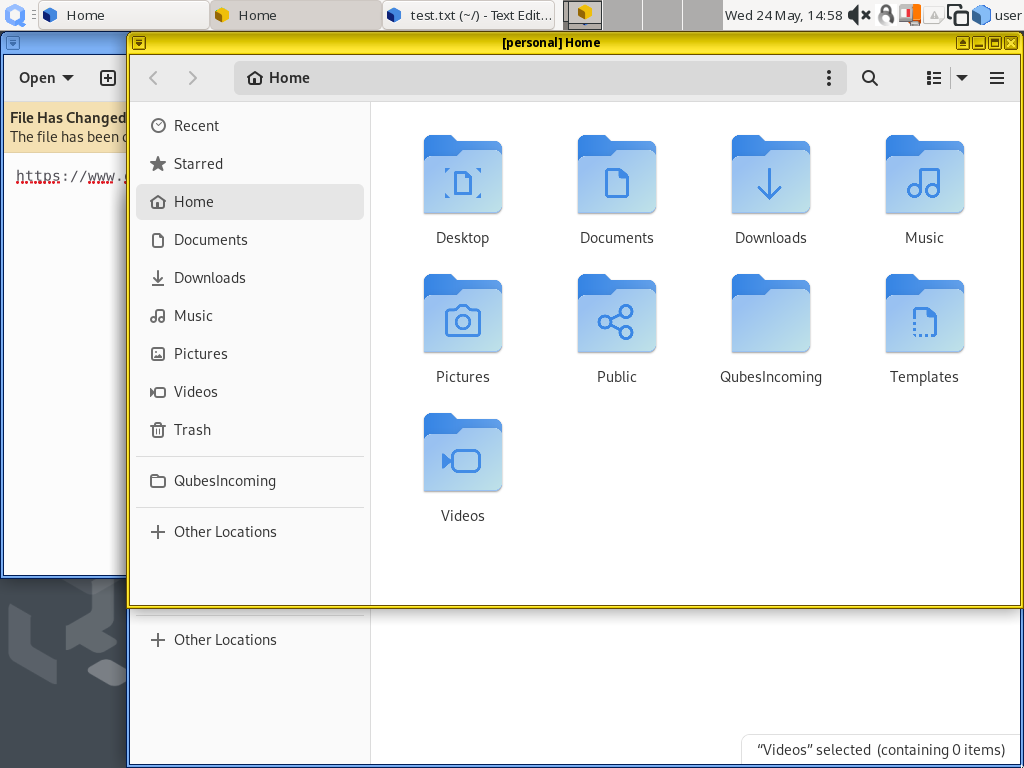 Home
Home
test.txt (~/) - Text Edit...
Wed 24 May, 14:58
user
[personal] Home
Open
Home
File Has Changed
The file has been
https://www.
Recent
Starred
Home
Documents
Downloads
Music
Pictures
Videos
Trash
QubesIncoming
Other Locations
Desktop
Documents
Downloads
Music
Pictures
Public
QubesIncoming
Templates
Videos
Other Locations
“Videos” selected (containing 0 items)